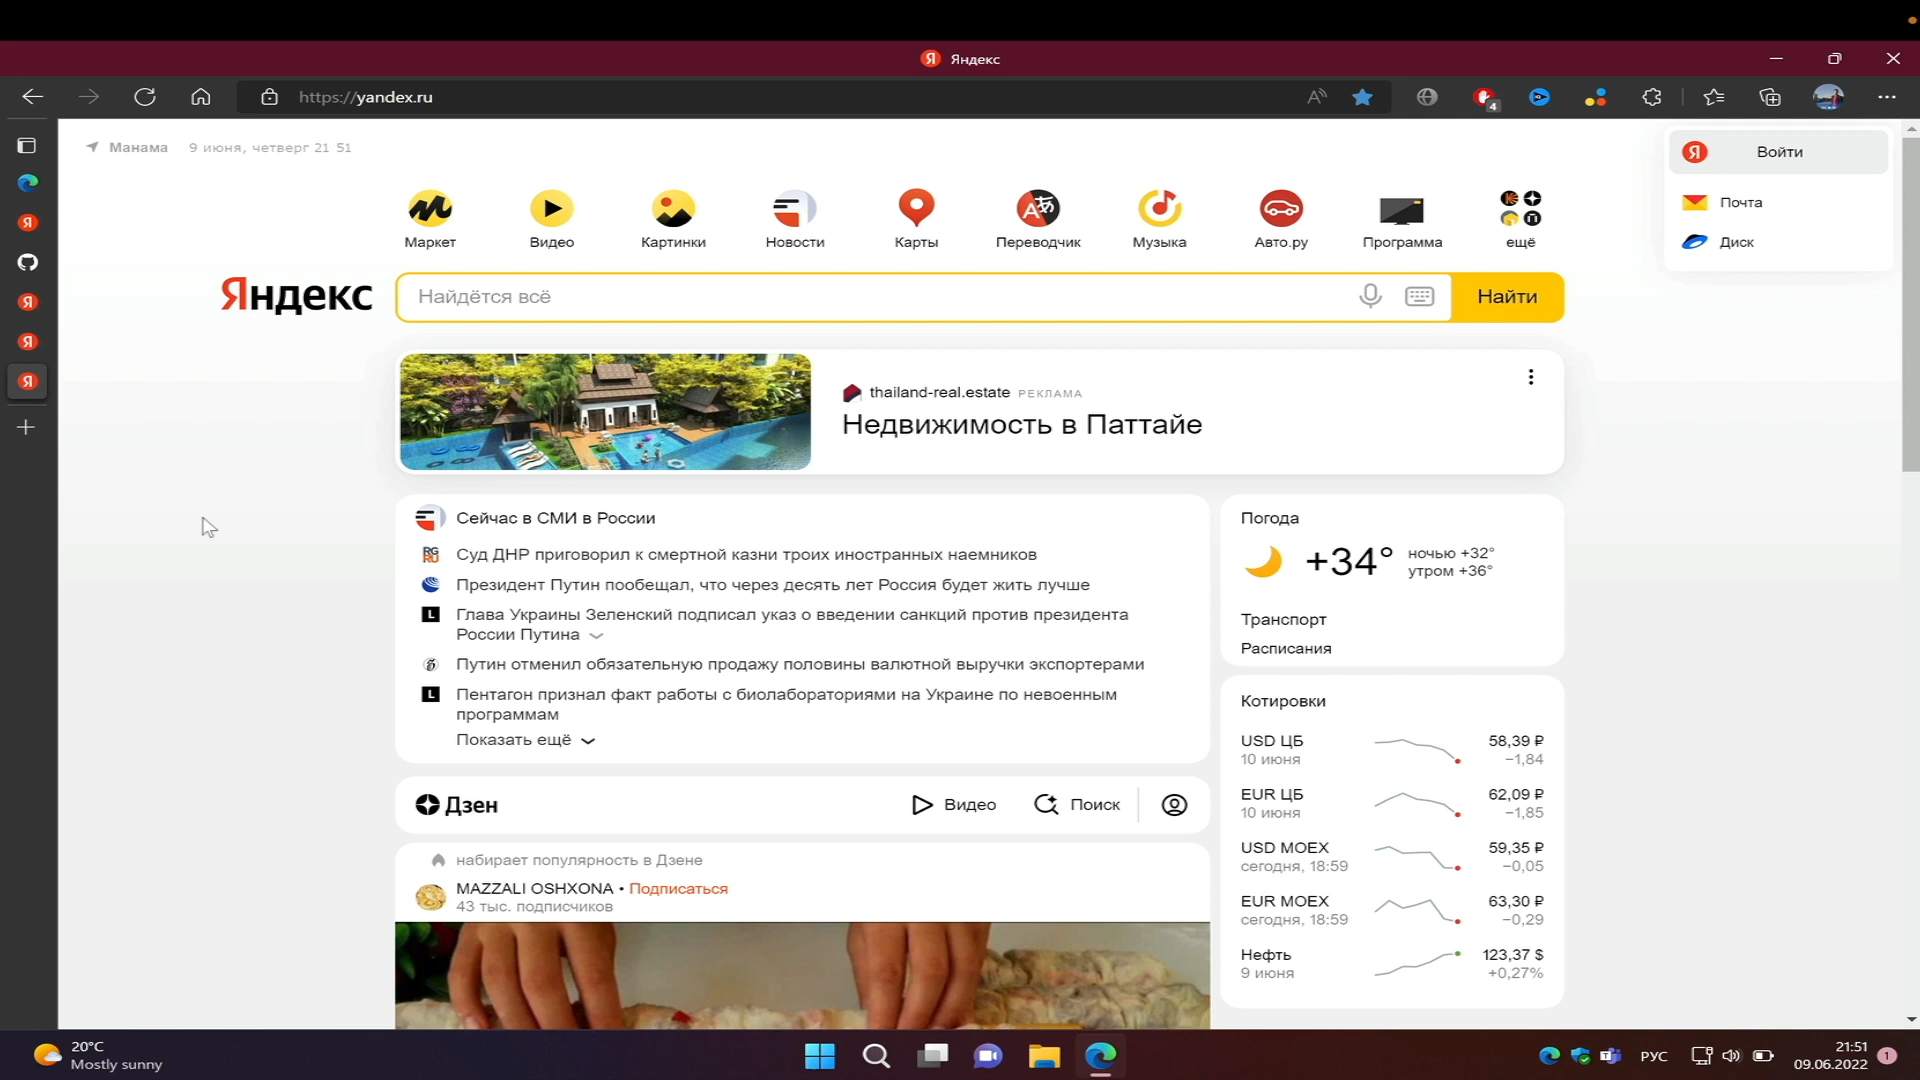 Яндекс
https://yandex.ru
4
Манама 9 июня, четверг 21 51
Войти
Почта
Диск
Маркет Видео Картинки Новости Карты Переводчик Музыка Авто.ру Программа ещё
Яндекс Найдётся всё Найти
thailand-real.estate РЕКЛАМА
Недвижимость в Паттайе
Сейчас в СМИ в России
Суд ДНР приговорил к смертной казни троих иностранных наемников
Президент Путин пообещал, что через десять лет Россия будет жить лучше
Глава Украины Зеленский подписал указ о введении санкций против президента
России Путина
Путин отменил обязательную продажу половины валютной выручки экспортерами
Пентагон признал факт работы с биолабораториями на Украине по невоенным
программам
Показать ещё
Погода
+34° ночью +32°
утром +36°
Транспорт
Расписания
Котировки
USD ЦБ 58,39 ₽
10 июня −1,84
EUR ЦБ 62,09 ₽
10 июня −1,85
USD MOEX 59,35 ₽
сегодня, 18:59 −0,05
EUR MOEX 63,30 ₽
сегодня, 18:59 −0,29
Нефть 123,37 $
9 июня +0,27%
Дзен Видео Поиск
набирает популярность в Дзене
MAZZALI OSHXONA • Подписаться
43 тыс. подписчиков
20°C
Mostly sunny
РУС
21:51
09.06.2022
1